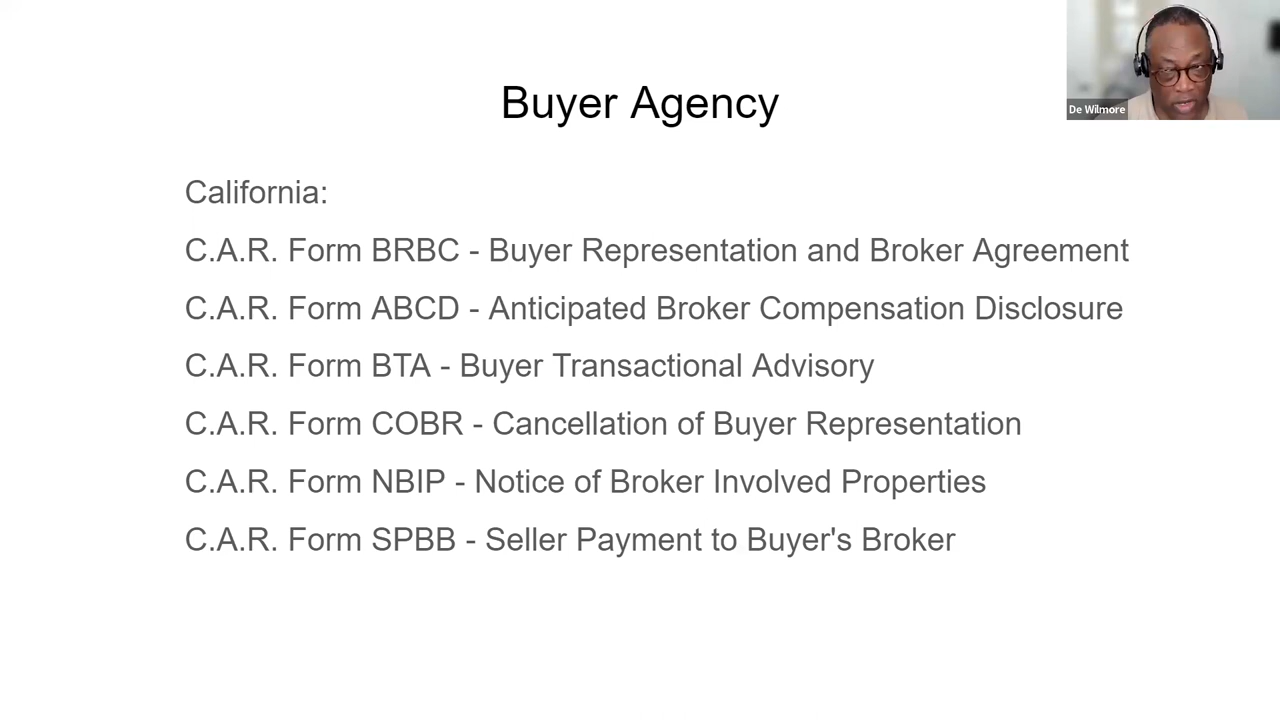 Buyer Agency
De Wilmore
California:
C.A.R. Form BRBC - Buyer Representation and Broker Agreement
C.A.R. Form ABCD - Anticipated Broker Compensation Disclosure
C.A.R. Form BTA - Buyer Transactional Advisory
C.A.R. Form COBR - Cancellation of Buyer Representation
C.A.R. Form NBIP - Notice of Broker Involved Properties
C.A.R. Form SPBB - Seller Payment to Buyer's Broker